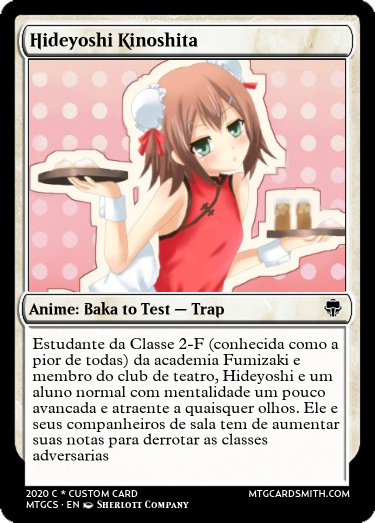 Hideyoshi Kinoshita
Anime: Baka to Test — Trap
Estudante da Classe 2-F (conhecida como a
pior de todas) da academia Fumizaki e
membro do club de teatro, Hideyoshi e um
aluno normal com mentalidade um pouco
avancada e atraente a quaisquer olhos. Ele e
seus companheiros de sala tem de aumentar
suas notas para derrotar as classes
adversarias
2020 C * CUSTOM CARD
MTGCARDSMITH.COM
MTGCS · EN Sherlott Company